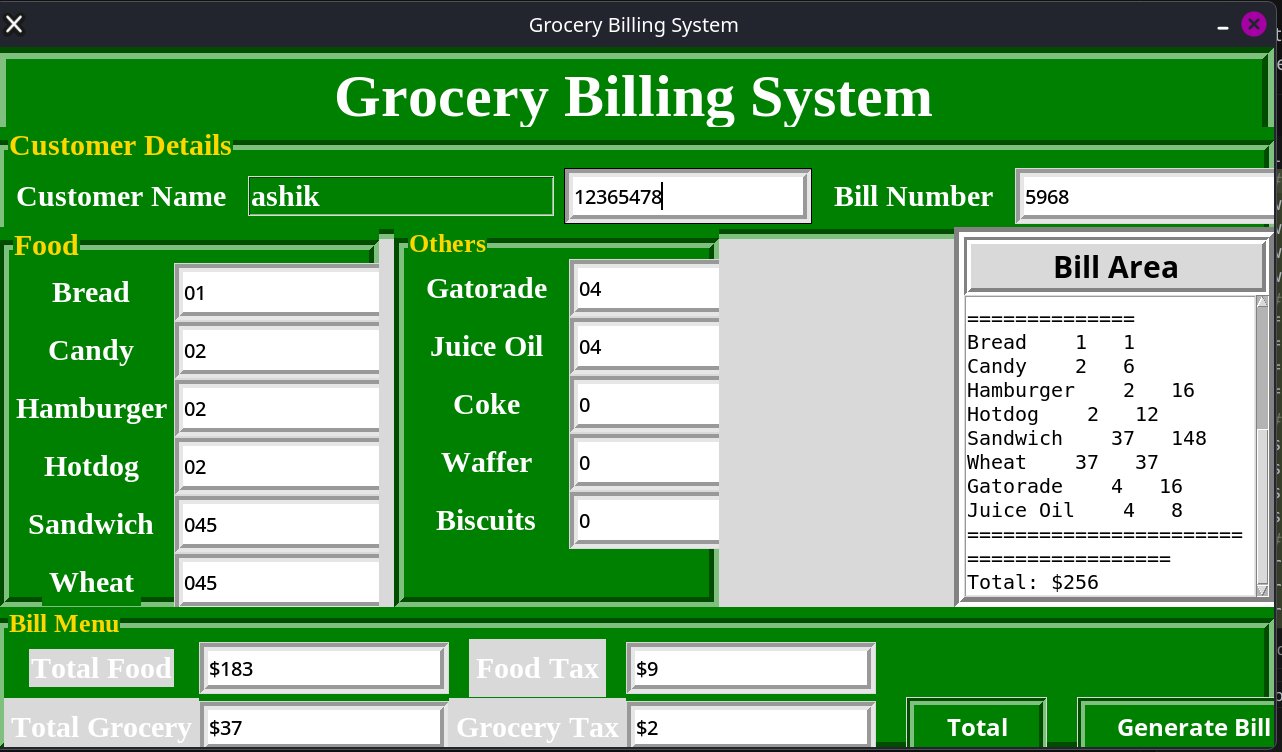 Grocery Billing System
Grocery Billing System
Customer Details
Customer Name ashik 12365478 Bill Number 5968
Food
Bread 01
Candy 02
Hamburger 02
Hotdog 02
Sandwich 045
Wheat 045
Others
Gatorade 04
Juice Oil 04
Coke 0
Waffer 0
Biscuits 0
Bill Area
==============
Bread 1 1
Candy 2 6
Hamburger 2 16
Hotdog 2 12
Sandwich 37 148
Wheat 37 37
Gatorade 4 16
Juice Oil 4 8
=======================
=================
Total: $256
Bill Menu
Total Food $183 Food Tax $9
Total Grocery $37 Grocery Tax $2 Total Generate Bill